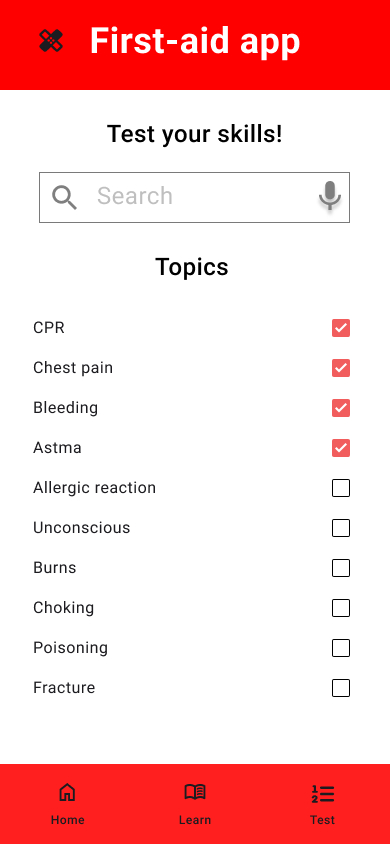 First-aid app
Test your skills!
Search
Topics
CPR
Chest pain
Bleeding
Astma
Allergic reaction
Unconscious
Burns
Choking
Poisoning
Fracture
Home
Learn
Test